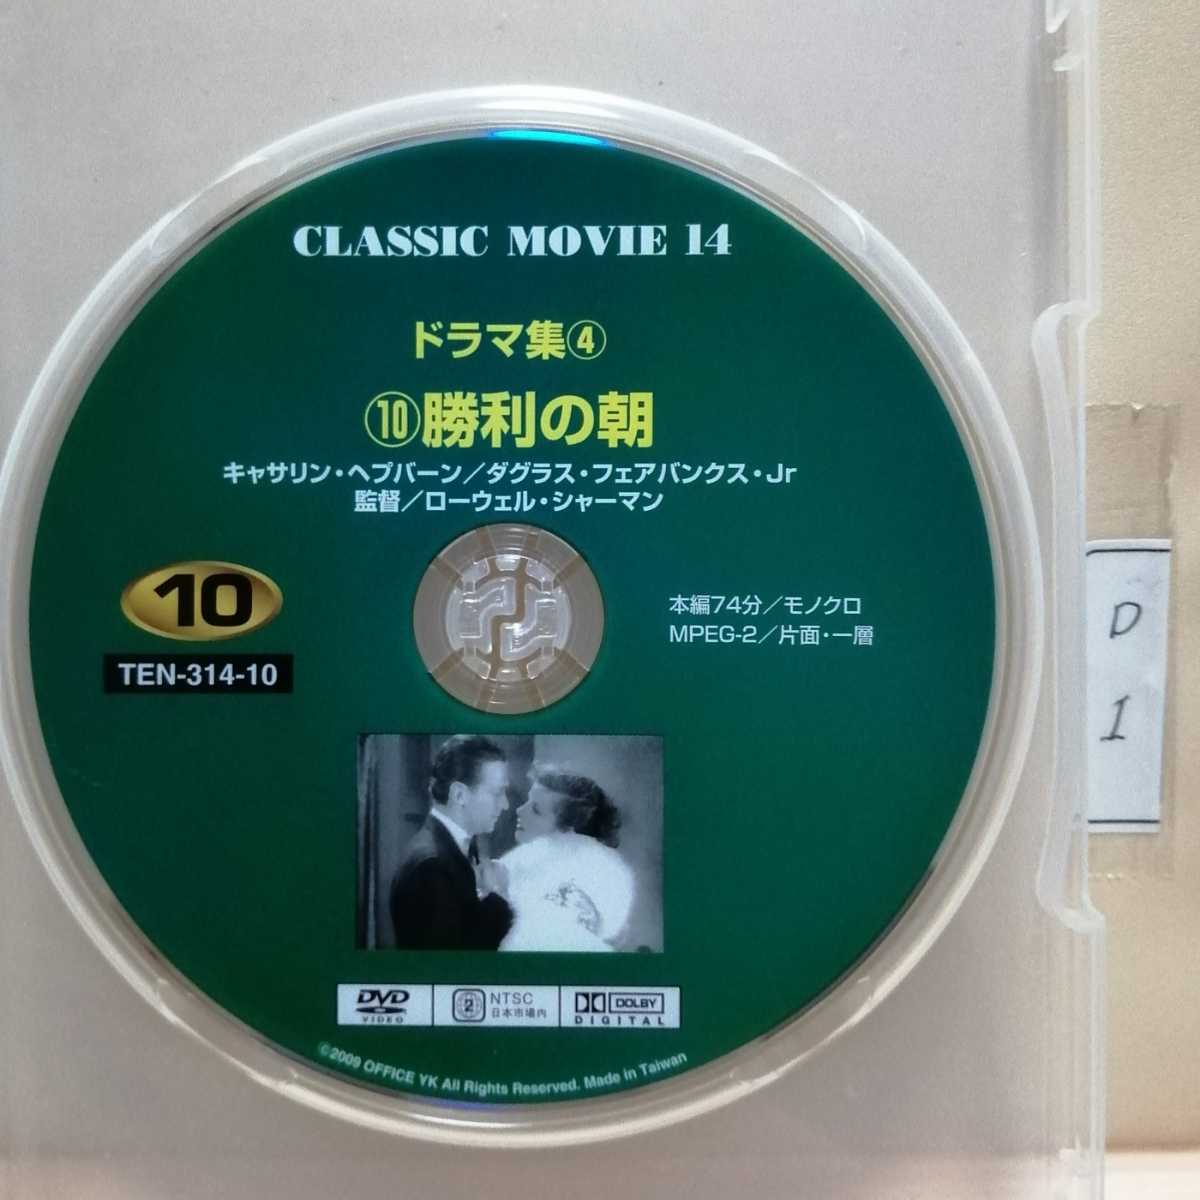 CLASSIC MOVIE 14
ドラマ集④
⑩勝利の朝
キャサリン・ヘプバーン／ダグラス・フェアバンクス・Jr
監督／ローウェル・シャーマン
10
TEN-314-10
本編74分／モノクロ
MPEG-2／片面・一層
D
I
DVD
VIDEO
2
NTSC
日本市場内
DOLBY
DIGITAL
©2009 OFFICE YK All Rights Reserved. Made in Taiwan